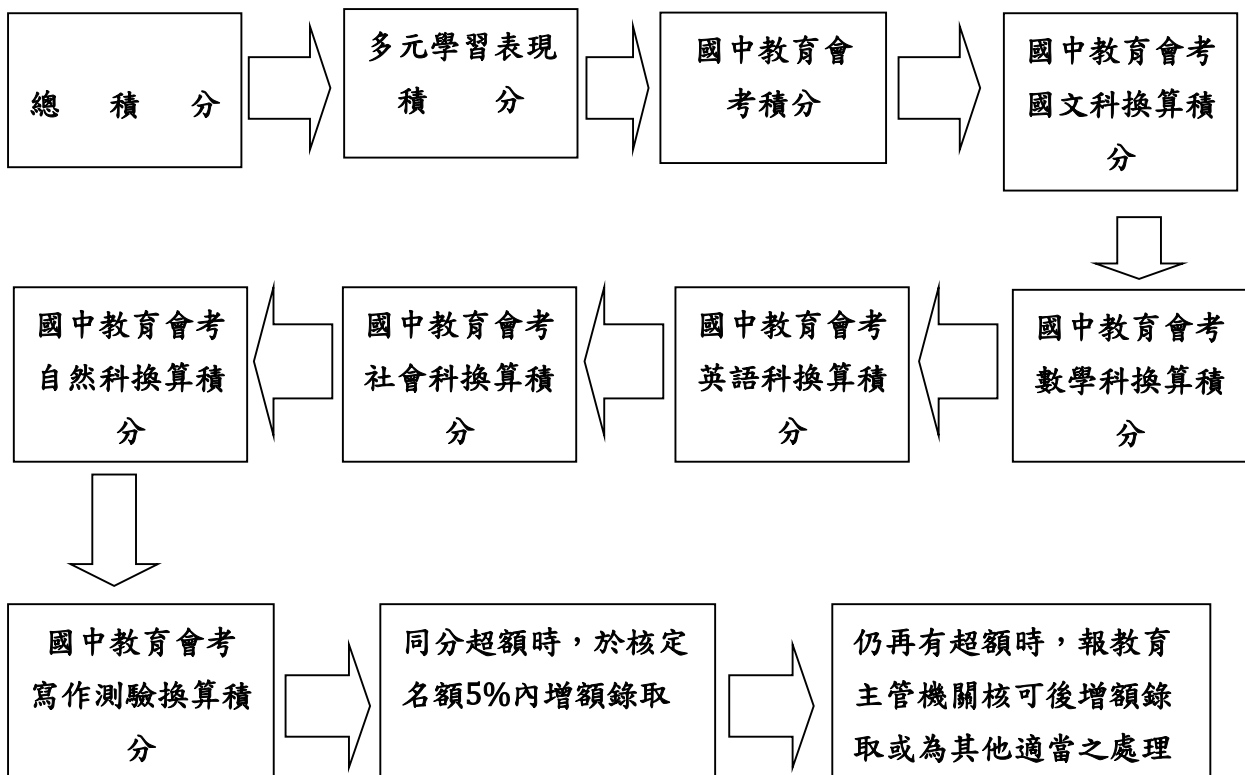 總積分
多元學習表現
積分
國中教育會
考積分
國中教育會考
國文科換算積
分
國中教育會考
數學科換算積
分
國中教育會考
英語科換算積
分
國中教育會考
社會科換算積
分
國中教育會考
自然科換算積
分
國中教育會考
寫作測驗換算積
分
同分超額時，於核定
名額5%內增額錄取
仍再有超額時，報教育
主管機關核可後增額錄
取或為其他適當之處理